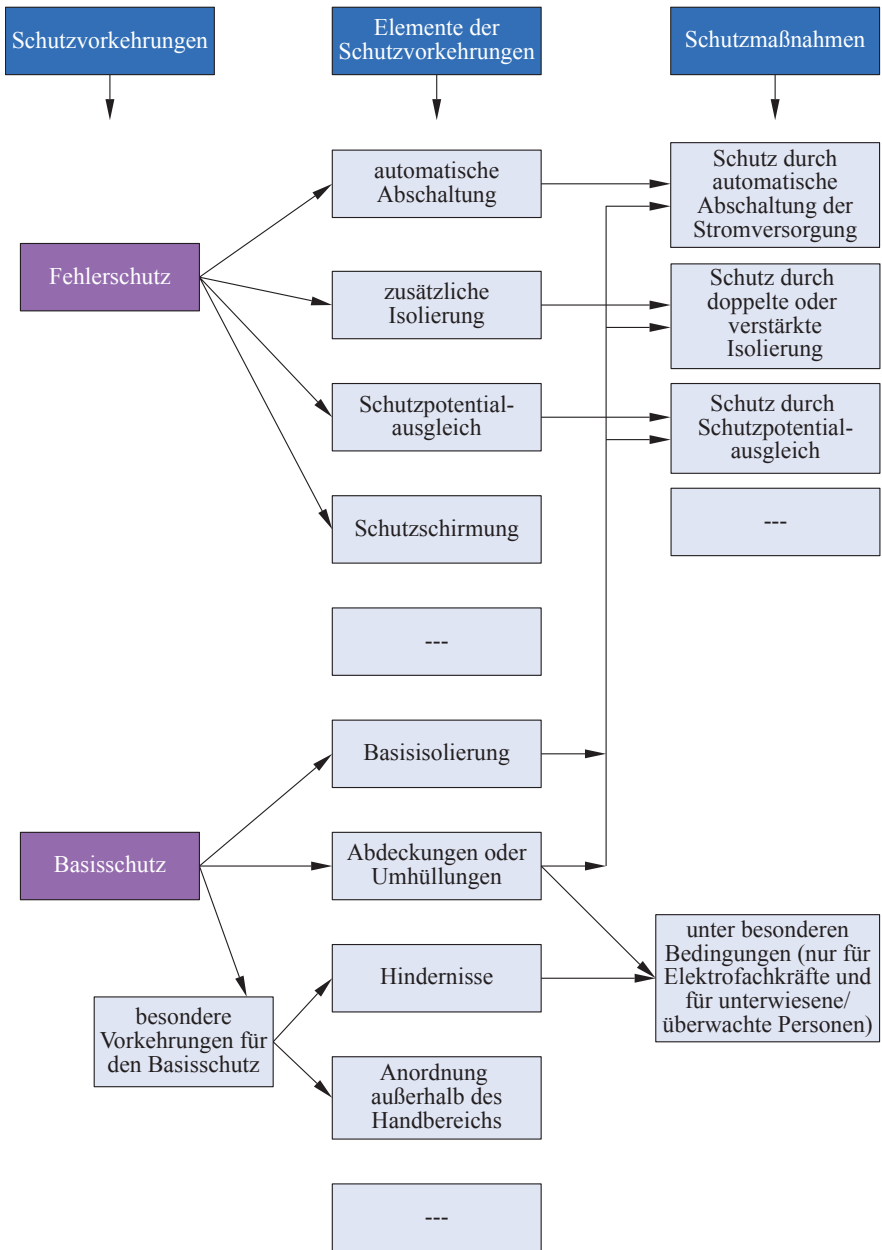 Schutzvorkehrungen
Elemente der
Schutzvorkehrungen
Schutzmaßnahmen
automatische
Abschaltung
Schutz durch
automatische
Abschaltung der
Stromversorgung
Fehlerschutz
zusätzliche
Isolierung
Schutz durch
doppelte oder
verstärkte
Isolierung
Schutzpotential-
ausgleich
Schutz durch
Schutzpotential-
ausgleich
Schutzschirmung
---
---
Basisisolierung
Basisschutz
Abdeckungen oder
Umhüllungen
Hindernisse
unter besonderen
Bedingungen (nur für
Elektrofachkräfte und
für unterwiesene/
überwachte Personen)
besondere
Vorkehrungen für
den Basisschutz
Anordnung
außerhalb des
Handbereichs
---